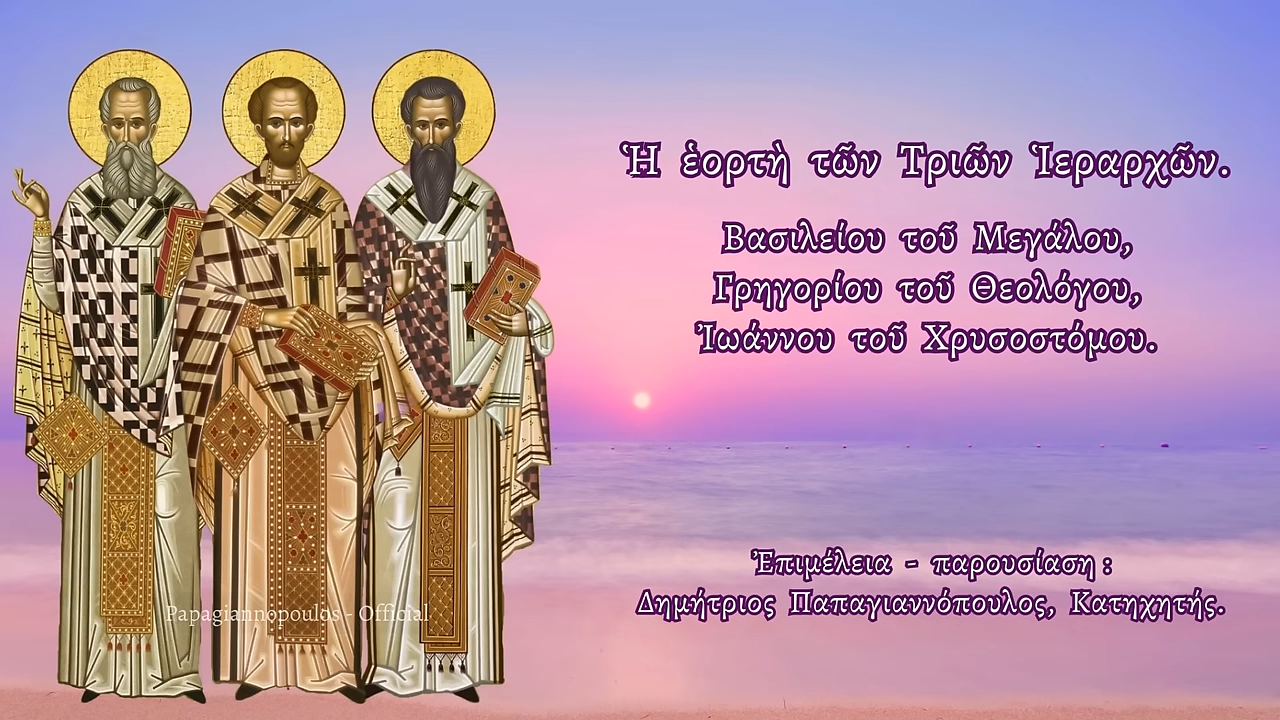 Ἡ ἑορτὴ τῶν Τριῶν Ἱεραρχῶν.
Βασιλείου τοῦ Μεγάλου,
Γρηγορίου τοῦ Θεολόγου,
Ἰωάννου τοῦ Χρυσοστόμου.
Ἐπιμέλεια - παρουσίαση :
Δημήτριος Παπαγιαννόπουλος, Κατηχητής.
Papagiannopoulos - Official